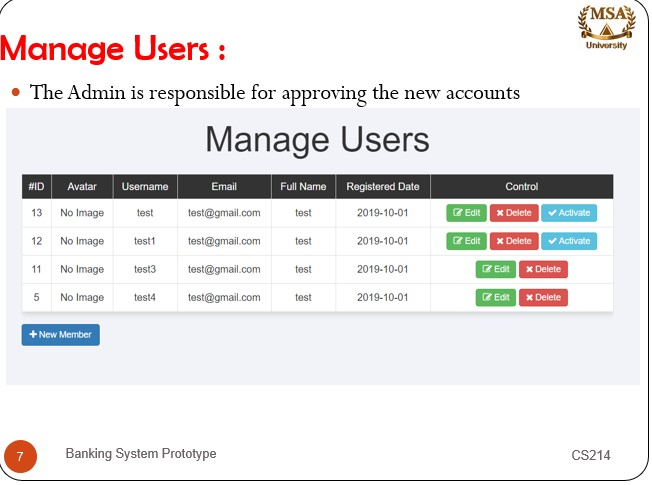 MSA
University
Manage Users :
• The Admin is responsible for approving the new accounts
Manage Users
#ID Avatar Username Email Full Name Registered Date Control
13 No Image test test@gmail.com test 2019-10-01 Edit Delete Activate
12 No Image test1 test@gmail.com test 2019-10-01 Edit Delete Activate
11 No Image test3 test@gmail.com test 2019-10-01 Edit Delete
5 No Image test4 test@gmail.com test 2019-10-01 Edit Delete
+ New Member
7 Banking System Prototype CS214